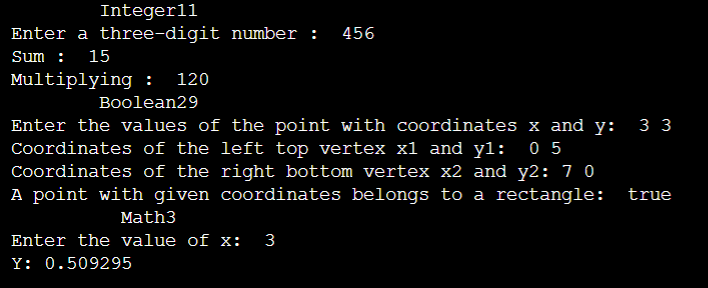 Integer11
Enter a three-digit number :  456
Sum :  15
Multiplying :  120
Boolean29
Enter the values of the point with coordinates x and y:  3 3
Coordinates of the left top vertex x1 and y1:  0 5
Coordinates of the right bottom vertex x2 and y2: 7 0
A point with given coordinates belongs to a rectangle:  true
Math3
Enter the value of x:  3
Y: 0.509295